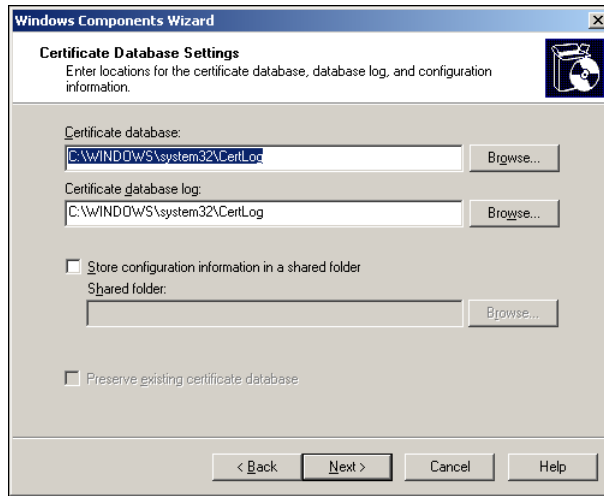 Windows Components Wizard
Certificate Database Settings
Enter locations for the certificate database, database log, and configuration
information.
Certificate database:
C:\WINDOWS\system32\CertLog
Browse...
Certificate database log:
C:\WINDOWS\system32\CertLog
Browse...
Store configuration information in a shared folder
Shared folder:
Browse...
Preserve existing certificate database
< Back
Next >
Cancel
Help